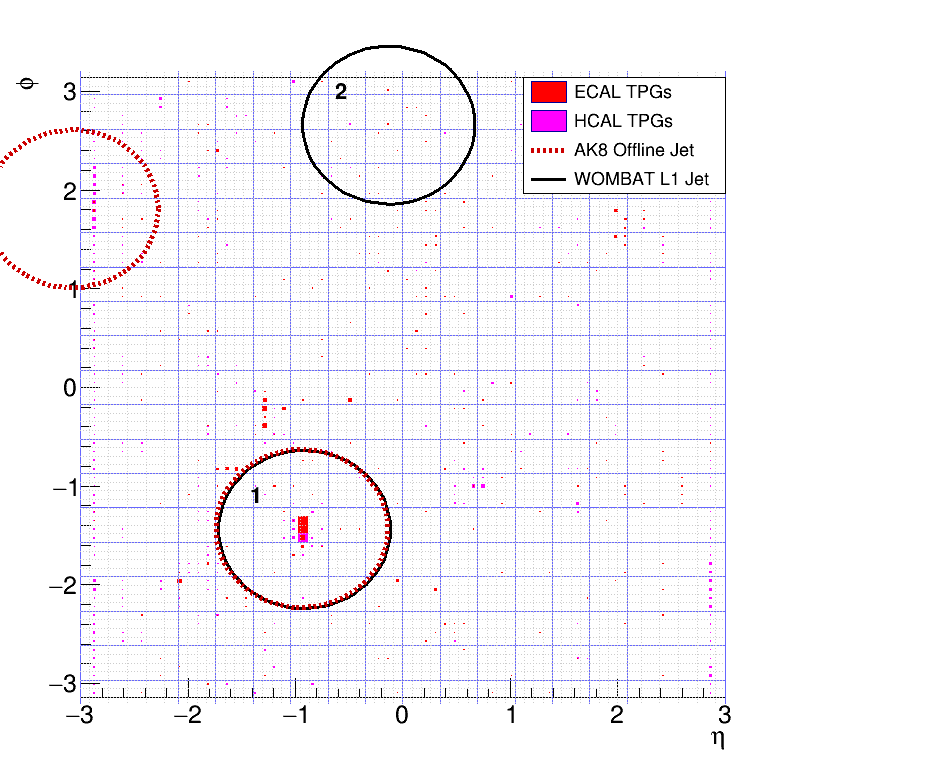 2
ϕ
3
ECAL TPGs
HCAL TPGs
AK8 Offline Jet
WOMBAT L1 Jet
2
1
0
−1
1
−2
−3
−3 −2 −1 0 1 2 3
η